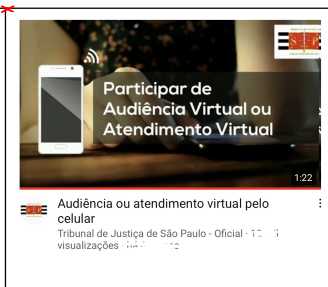 Participar de
Audiência Virtual ou
Atendimento Virtual
1:22
Audiência ou atendimento virtual pelo
celular
Tribunal de Justiça de São Paulo - Oficial ·
visualizações ·